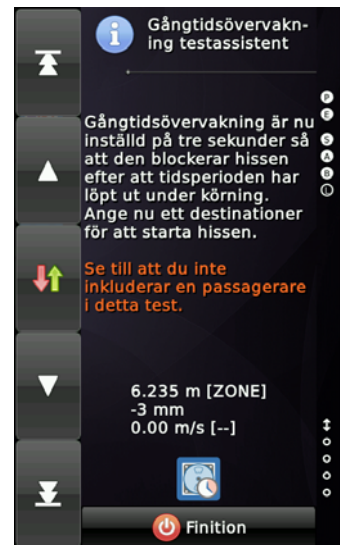 Gångtidsövervakn-
ing testassistent
P
E
S
A
B
L
Gångtidsövervakning är nu
inställd på tre sekunder så
att den blockerar hissen
efter att tidsperioden har
löpt ut under körning.
Ange nu ett destinationer
för att starta hissen.
Se till att du inte
inkluderar en passagerare
i detta test.
6.235 m [ZONE]
-3 mm
0.00 m/s [--]
Finition